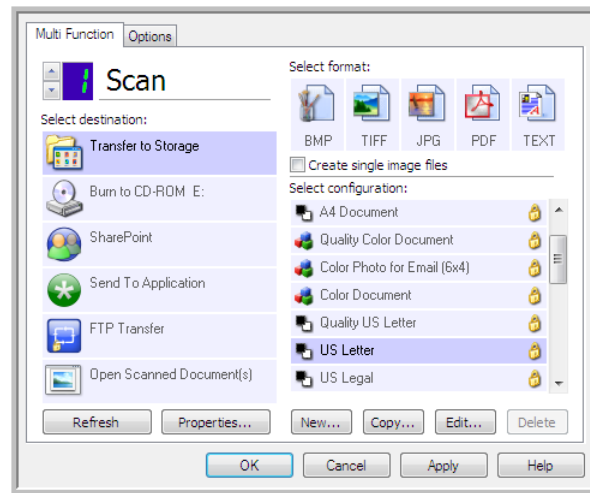 Multi Function
Options
1
Scan
Select destination:
Transfer to Storage
Burn to CD-ROM E:
SharePoint
Send To Application
FTP Transfer
Open Scanned Document(s)
Refresh
Properties...
Select format:
BMP
TIFF
JPG
PDF
TEXT
Create single image files
Select configuration:
A4 Document
Quality Color Document
Color Photo for Email (6x4)
Color Document
Quality US Letter
US Letter
US Legal
New...
Copy...
Edit...
Delete
OK
Cancel
Apply
Help